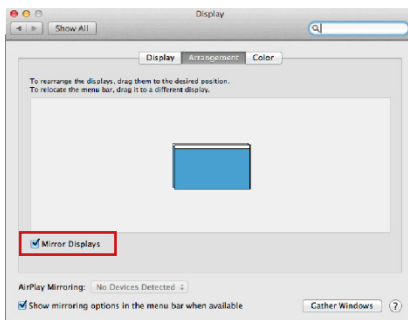 Display
Show All
Display Arrangement Color
To rearrange the displays, drag them to the desired position.
To relocate the menu bar, drag it to a different display.
Mirror Displays
AirPlay Mirroring: No Devices Detected
Show mirroring options in the menu bar when available
Gather Windows ?